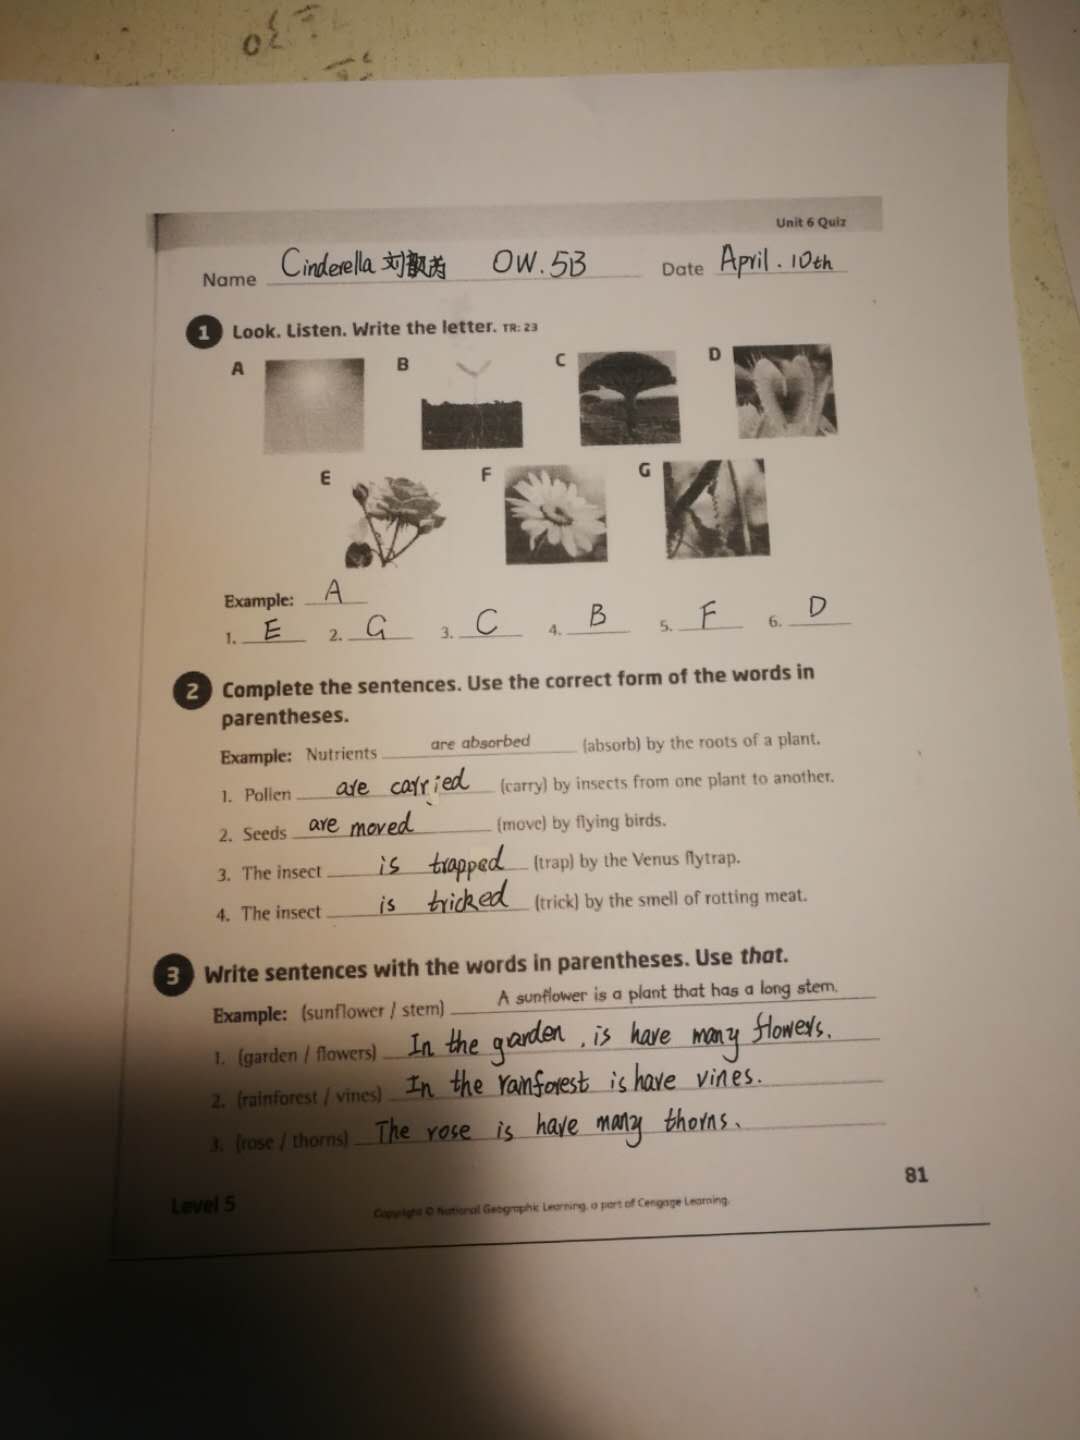 Unit 6 Quiz
Name Cinderella 刘 OW. 5B Date April. 10th
1 Look. Listen. Write the letter. TR: 23
A B C D
E F G
Example: A
1. E 2. G 3. C 4. B 5. F 6. D
2 Complete the sentences. Use the correct form of the words in
parentheses.
Example: Nutrients are absorbed (absorb) by the roots of a plant.
1. Pollen are carried (carry) by insects from one plant to another.
2. Seeds are moved (move) by flying birds.
3. The insect is trapped (trap) by the Venus flytrap.
4. The insect is tricked (trick) by the smell of rotting meat.
3 Write sentences with the words in parentheses. Use that.
Example: (sunflower / stem) A sunflower is a plant that has a long stem.
1. (garden / flowers) In the grarden, is have many flowers.
2. (rainforest / vines) In the rainforest is have vines.
3. (rose / thorns) The rose is have many thorns.
81
Level 5
Copyright © National Geographic Learning, a part of Cengage Learning.